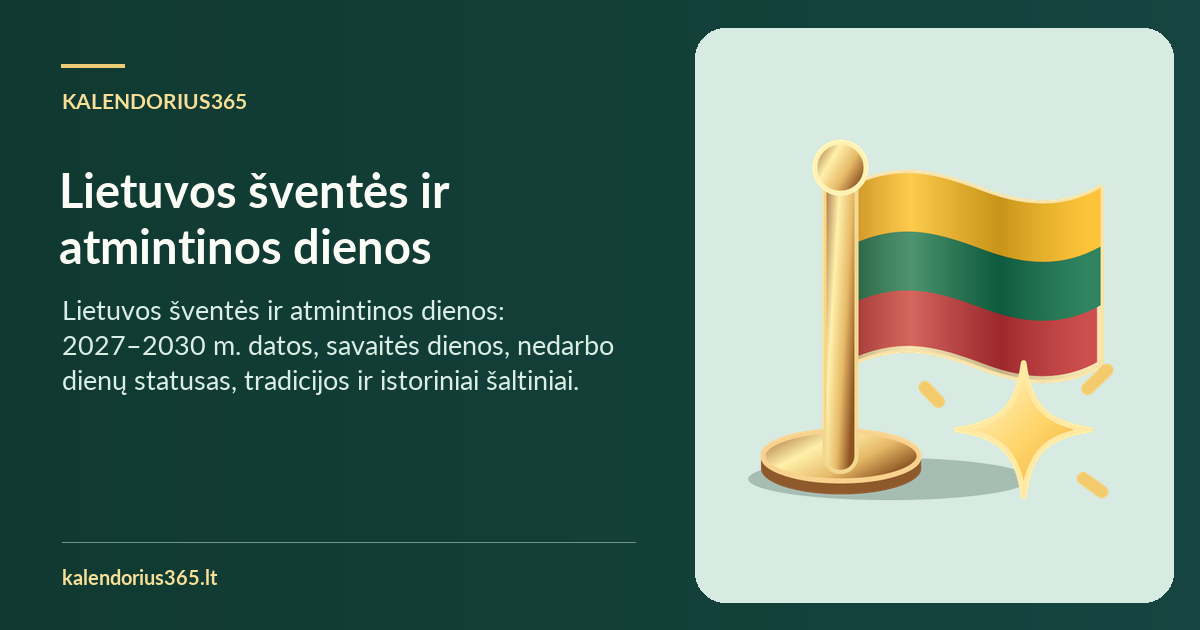 KALENDORIUS365
Lietuvos šventės ir
atmintinos dienos
Lietuvos šventės ir atmintinos dienos:
2027–2030 m. datos, savaitės dienos, nedarbo
dienų statusas, tradicijos ir istoriniai šaltiniai.
kalendorius365.lt